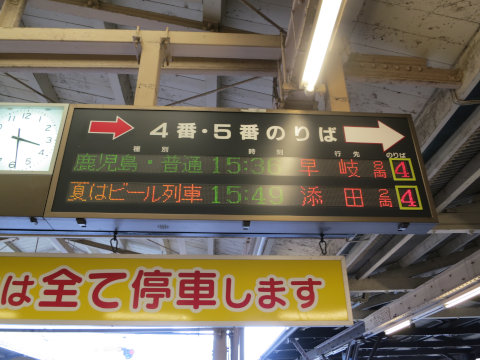 4番・5番のりば
種別 時刻 行先 のりば
鹿児島・普通 15:36 早岐 2両 4
夏はビール列車 15:49 添田 2両 4
は全て停車します